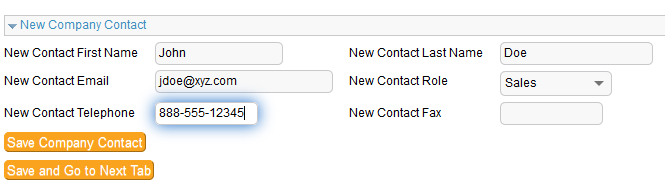 New Company Contact
New Contact First Name John New Contact Last Name Doe
New Contact Email jdoe@xyz.com New Contact Role Sales
New Contact Telephone 888-555-12345 New Contact Fax
Save Company Contact
Save and Go to Next Tab